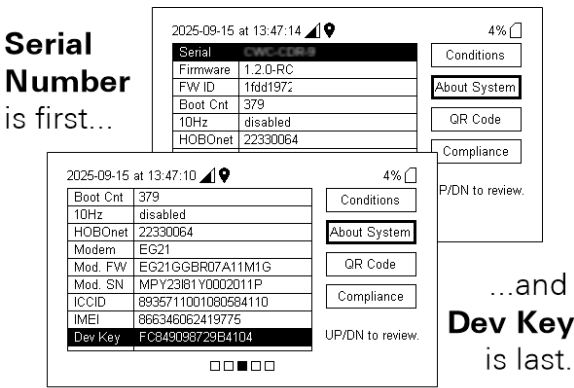 Serial
Number
is first...
2025-09-15 at 13:47:14
4%
Serial
Firmware 1.2.0-RC
FW ID 1fdd1972
Boot Cnt 379
10Hz disabled
HOBOnet 22330064
Conditions
About System
QR Code
Compliance
UP/DN to review.
2025-09-15 at 13:47:10
4%
Boot Cnt 379
10Hz disabled
HOBOnet 22330064
Modem EG21
Mod. FW EG21GGBR07A11M1G
Mod. SN MPY23I81Y0002011P
ICCID 8935711001080584110
IMEI 866346062419775
Dev Key FC849098729B4104
Conditions
About System
QR Code
Compliance
UP/DN to review.
...and
Dev Key
is last.